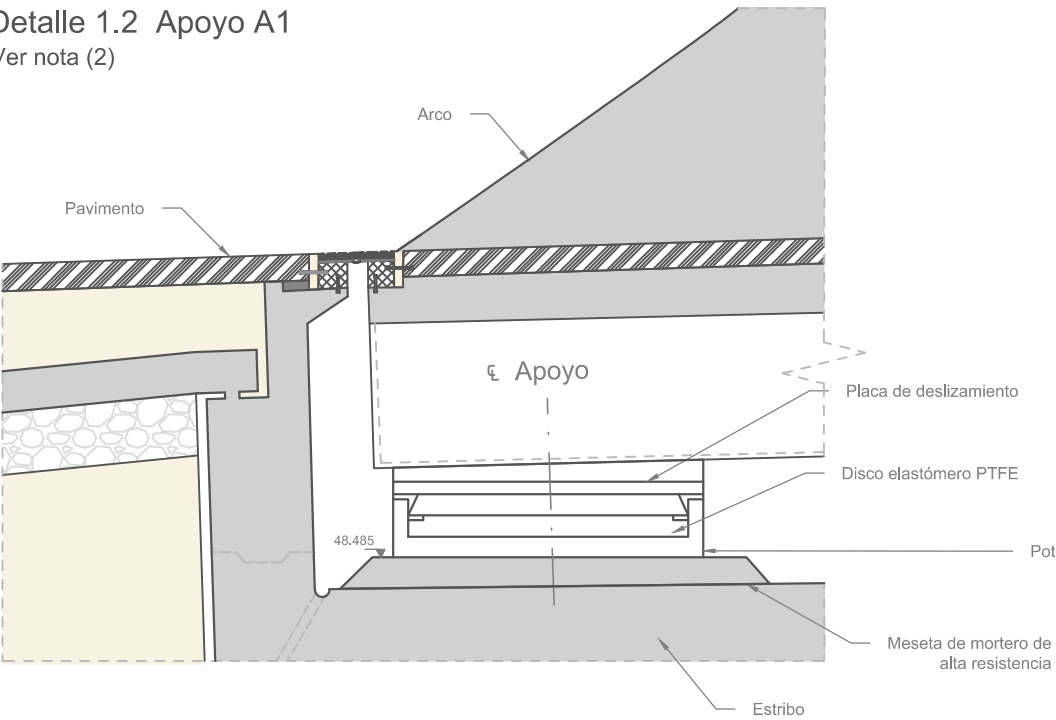 Detalle 1.2 Apoyo A1
Ver nota (2)
Arco
Pavimento
℄ Apoyo
Placa de deslizamiento
Disco elastómero PTFE
48.485
Pot
Meseta de mortero de
alta resistencia
Estribo